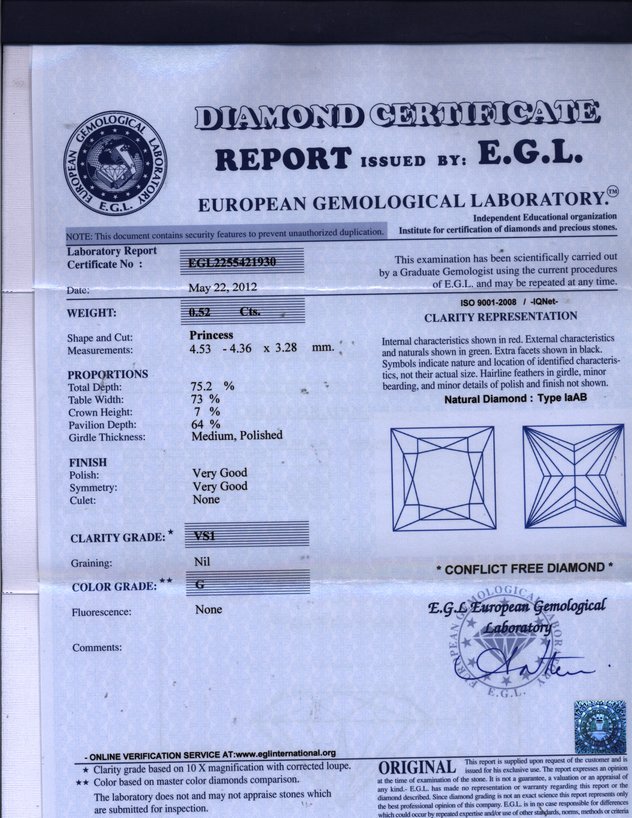 DIAMOND CERTIFICATE
REPORT ISSUED BY: E.G.L.
EUROPEAN GEMOLOGICAL LABORATORY.™
EUROPEAN GEMOLOGICAL LABORATORY
E.G.L.
Independent Educational organization
Institute for certification of diamonds and precious stones.
NOTE: This document contains security features to prevent unauthorized duplication.
Laboratory Report
Certificate No : EGL2255421930
Date: May 22, 2012
WEIGHT: 0.52 Cts.
Shape and Cut: Princess
Measurements: 4.53 - 4.36 x 3.28 mm.
PROPORTIONS
Total Depth: 75.2 %
Table Width: 73 %
Crown Height: 7 %
Pavilion Depth: 64 %
Girdle Thickness: Medium, Polished
FINISH
Polish: Very Good
Symmetry: Very Good
Culet: None
CLARITY GRADE: * VS1
Graining: Nil
COLOR GRADE: ** G
Fluorescence: None
Comments:
This examination has been scientifically carried out
by a Graduate Gemologist using the current procedures
of E.G.L. and may be repeated at any time.
ISO 9001-2008 / -IQNet-
CLARITY REPRESENTATION
Internal characteristics shown in red. External characteristics
and naturals shown in green. Extra facets shown in black.
Symbols indicate nature and location of identified characteris-
tics, not their actual size. Hairline feathers in girdle, minor
bearding, and minor details of polish and finish not shown.
Natural Diamond : Type IaAB
* CONFLICT FREE DIAMOND *
E.G.L European Gemological
Laboratory
EUROPEAN GEMOLOGICAL LABORATORY
E.G.L.
- ONLINE VERIFICATION SERVICE AT:www.eglinternational.org
★ Clarity grade based on 10 X magnification with corrected loupe.
★★ Color based on master color diamonds comparison.
The laboratory does not and may not appraise stones which
are submitted for inspection.
ORIGINAL This report is supplied upon request of the customer and is
issued for his exclusive use. The report expresses an opinion
at the time of examination of the stone. It is not a guarantee, a valuation or an appraisal of
any kind.- E.G.L. has made no representation or warranty regarding this report or the
diamond described. Since diamond grading is not an exact science this report represents only
the best professional opinion of this company. E.G.L. is in no case responsible for differences
which could occur by repeated expertise and/or use of other standards, norms, methods or criteria